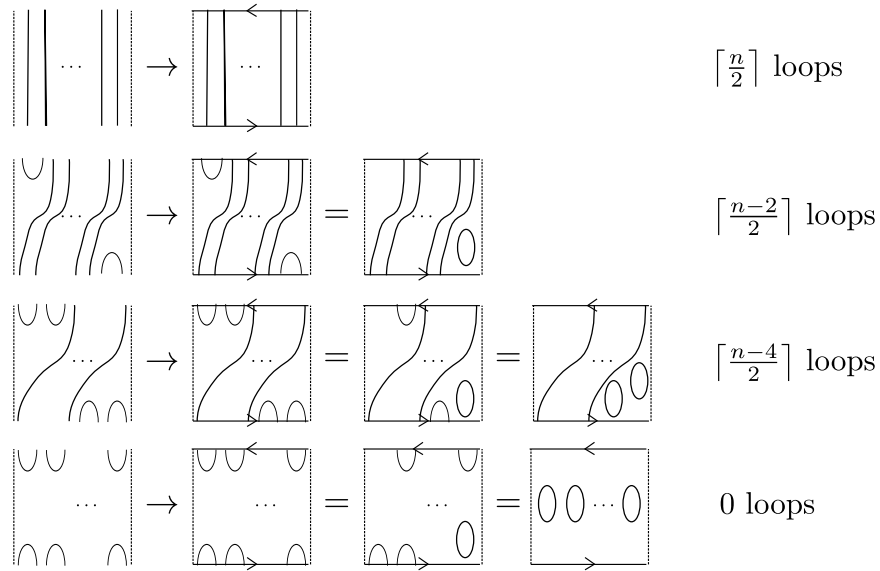 ··· → ··· ⌈n/2⌉ loops
··· → ··· = ··· ⌈n−2/2⌉ loops
··· → ··· = ··· = ··· ⌈n−4/2⌉ loops
··· → ··· = ··· = ··· 0 loops